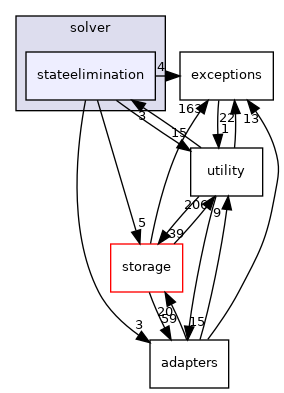 solver
stateelimination
exceptions
4
163
22
13
3
15
1
utility
206
9
5
39
storage
20
59
15
3
adapters